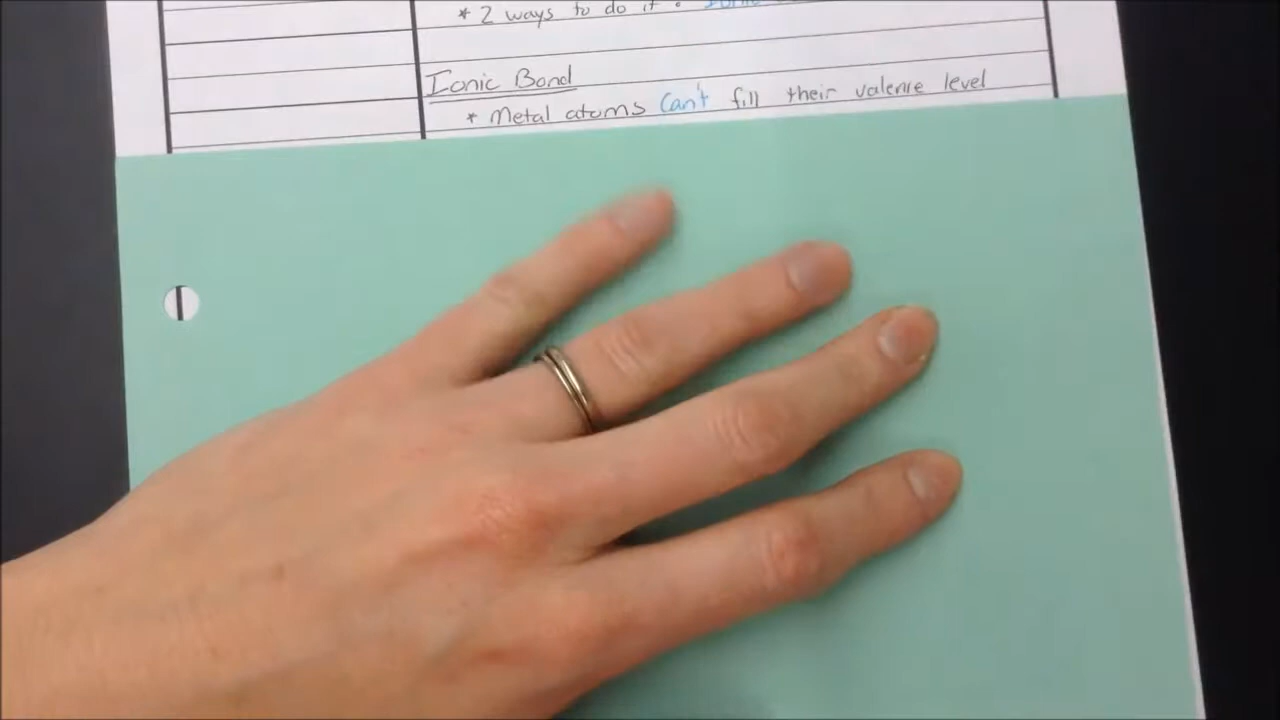 * 2 ways to do it :
Ionic Bond
* Metal atoms can't fill their valence level